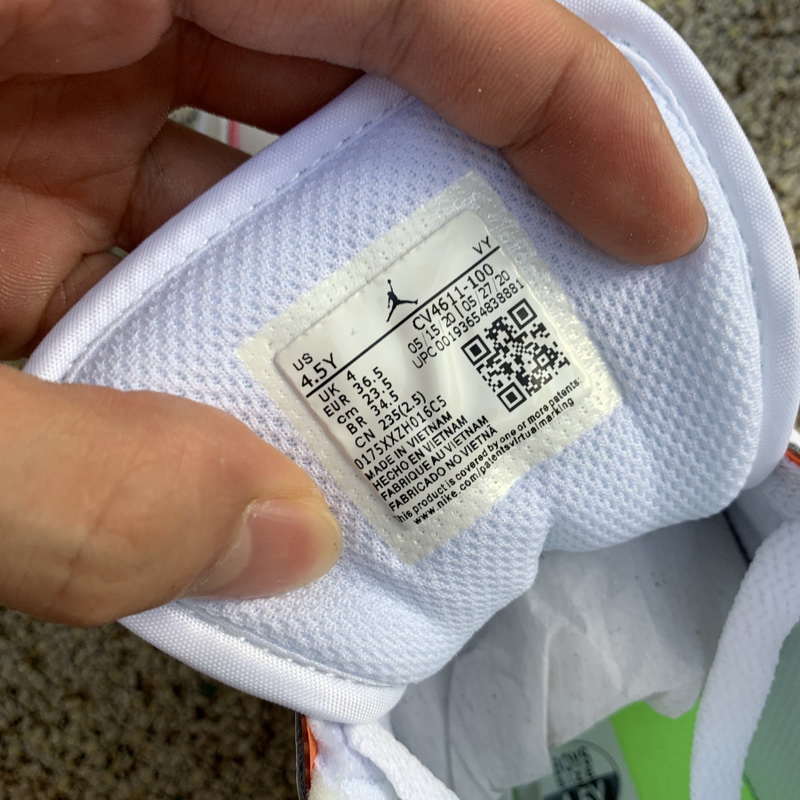 VY
US
4.5Y
CV4611-100
UK 4
05/15/20 | 05/27/20
EUR 36.5
UPC 00193654838881
cm 23.5
BR 34.5
CN 235(2.5)
0175XXZH016C5
MADE IN VIETNAM
HECHO EN VIETNAM
FABRIQUE AU VIETNAM
FABRICADO NO VIETNÃ
his product is covered by one or more patents:
www.nike.com/patentsvirtualmarking